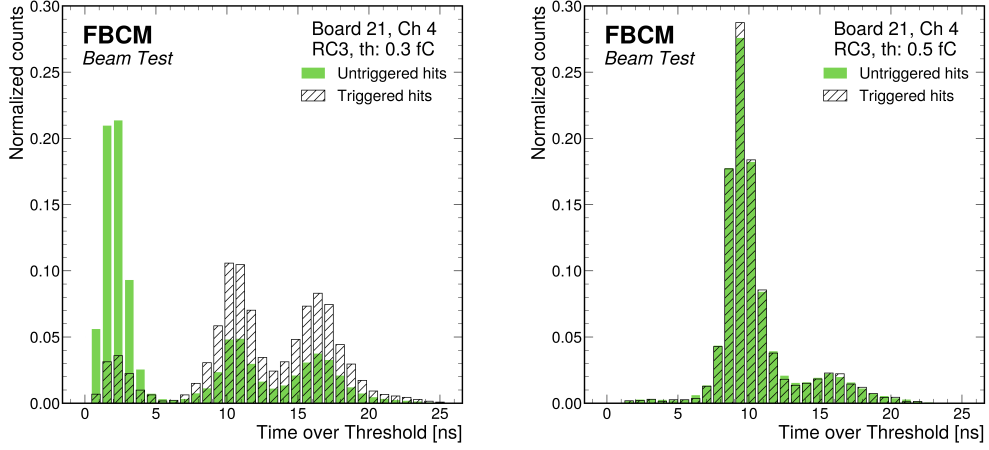 0.30
0.25
0.20
0.15
0.10
0.05
0.00
Normalized counts
FBCM
Beam Test
Board 21, Ch 4
RC3, th: 0.3 fC
Untriggered hits
Triggered hits
0 5 10 15 20 25
Time over Threshold [ns]
0.30
0.25
0.20
0.15
0.10
0.05
0.00
Normalized counts
FBCM
Beam Test
Board 21, Ch 4
RC3, th: 0.5 fC
Untriggered hits
Triggered hits
0 5 10 15 20 25
Time over Threshold [ns]